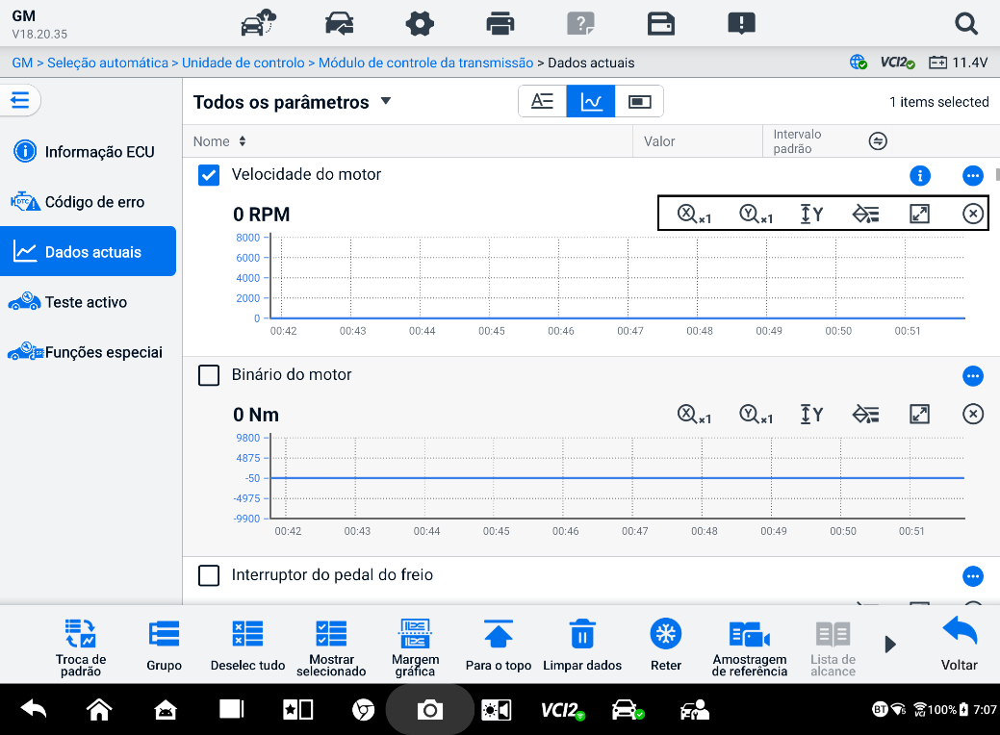 GM
V18.20.35
GM > Seleção automática > Unidade de controlo > Módulo de controle da transmissão > Dados actuais
VCI2
11.4V
Todos os parâmetros
1 items selected
Nome
Valor
Intervalo
padrão
Informação ECU
Código de erro
Dados actuais
Teste activo
Funções especiai
Velocidade do motor
0 RPM
X x1
Y x1
Y
8000
6000
4000
2000
0
00:42 00:43 00:44 00:45 00:46 00:47 00:48 00:49 00:50 00:51
Binário do motor
0 Nm
X x1
Y x1
Y
9800
4875
-50
-4975
-9900
00:42 00:43 00:44 00:45 00:46 00:47 00:48 00:49 00:50 00:51
Interruptor do pedal do freio
Troca de
padrão
Grupo
Deselec tudo
Mostrar
selecionado
Margem
gráfica
Para o topo
Limpar dados
Reter
Amostragem
de referência
Lista de
alcance
Voltar
VCI2
BT
100%
7:07